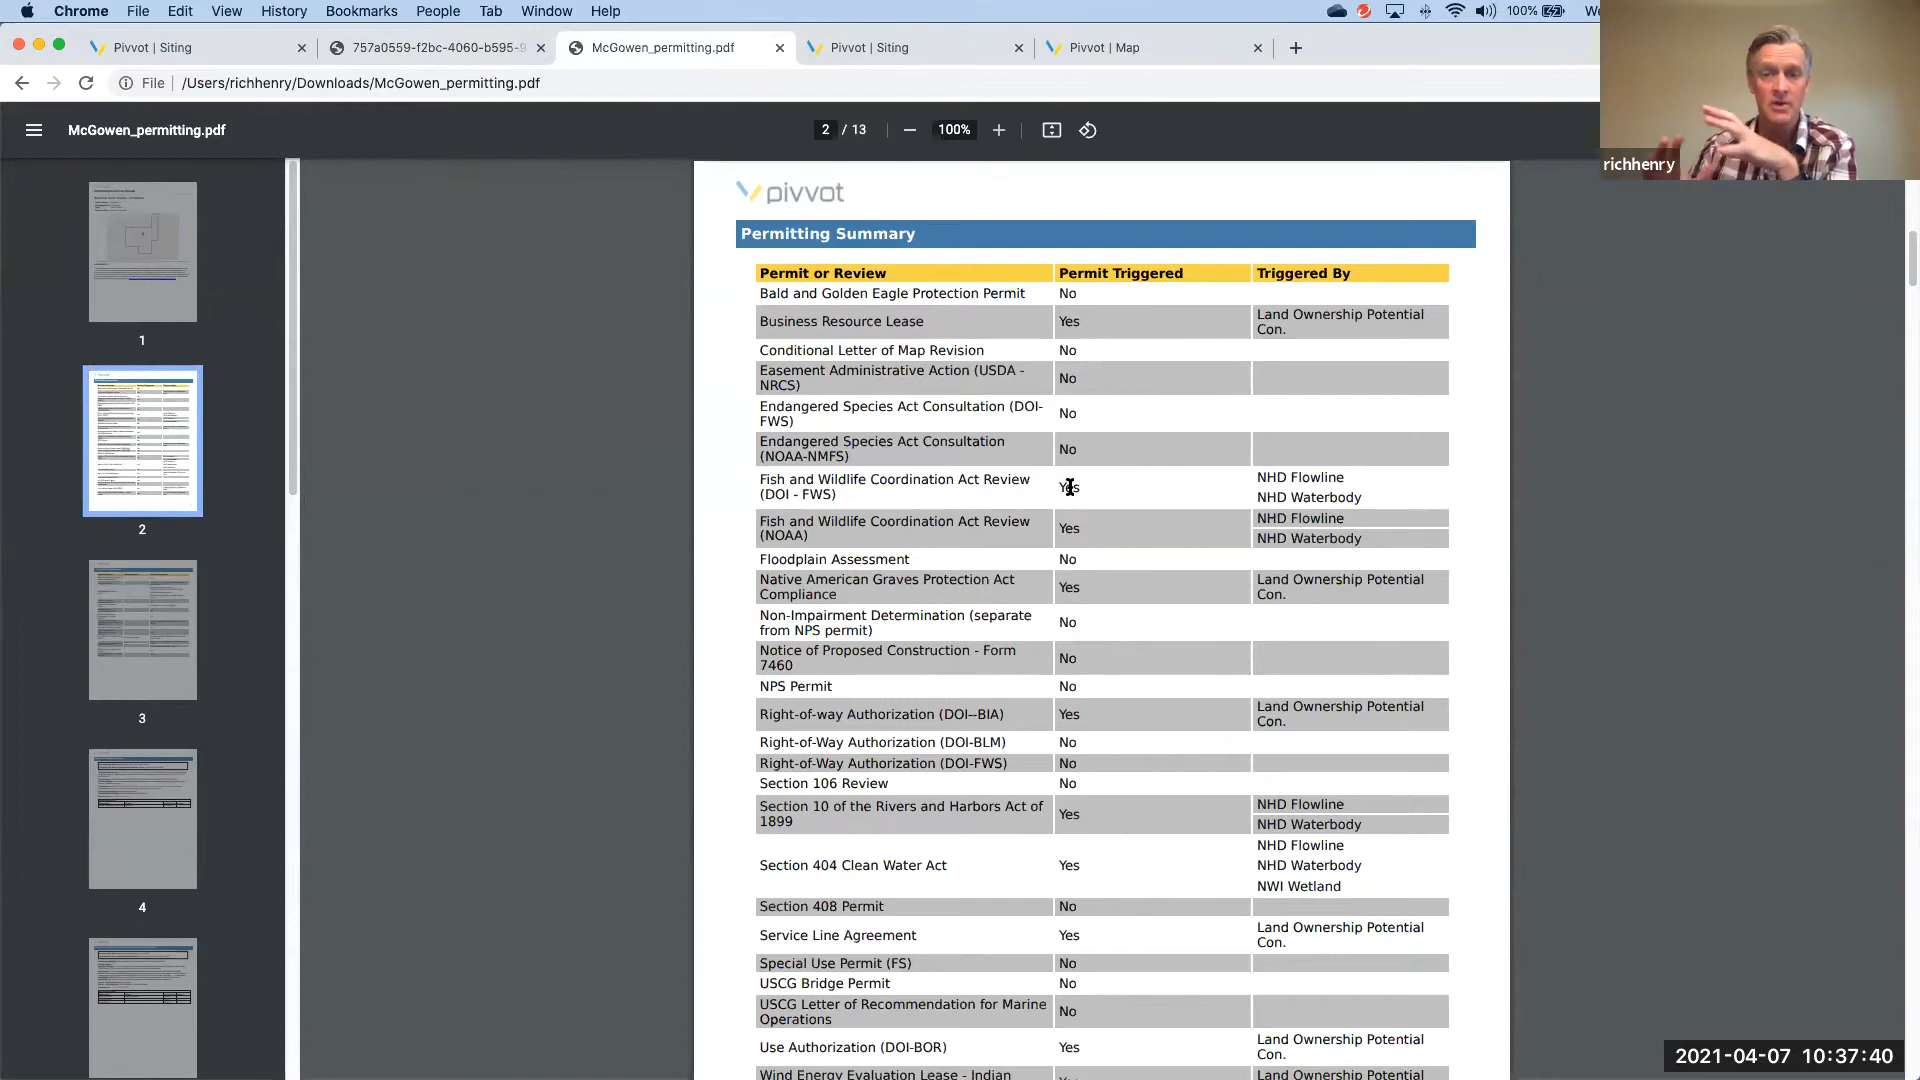 Chrome File Edit View History Bookmarks People Tab Window Help 100%
Pivvot | Siting
757a0559-f2bc-4060-b595-9
McGowen_permitting.pdf
Pivvot | Siting
Pivvot | Map
File /Users/richhenry/Downloads/McGowen_permitting.pdf
richhenry
McGowen_permitting.pdf
2 / 13
100%
1
2
3
4
pivvot
Permitting Summary
Permit or Review Permit Triggered Triggered By
Bald and Golden Eagle Protection Permit No
Business Resource Lease Yes Land Ownership Potential
Con.
Conditional Letter of Map Revision No
Easement Administrative Action (USDA -
NRCS) No
Endangered Species Act Consultation (DOI-
FWS) No
Endangered Species Act Consultation
(NOAA-NMFS) No
Fish and Wildlife Coordination Act Review
(DOI - FWS) Yes NHD Flowline
NHD Waterbody
Fish and Wildlife Coordination Act Review
(NOAA) Yes NHD Flowline
NHD Waterbody
Floodplain Assessment No
Native American Graves Protection Act
Compliance Yes Land Ownership Potential
Con.
Non-Impairment Determination (separate
from NPS permit) No
Notice of Proposed Construction - Form
7460 No
NPS Permit No
Right-of-way Authorization (DOI--BIA) Yes Land Ownership Potential
Con.
Right-of-Way Authorization (DOI-BLM) No
Right-of-Way Authorization (DOI-FWS) No
Section 106 Review No
Section 10 of the Rivers and Harbors Act of
1899 Yes NHD Flowline
NHD Waterbody
Section 404 Clean Water Act Yes NHD Flowline
NHD Waterbody
NWI Wetland
Section 408 Permit No
Service Line Agreement Yes Land Ownership Potential
Con.
Special Use Permit (FS) No
USCG Bridge Permit No
USCG Letter of Recommendation for Marine
Operations No
Use Authorization (DOI-BOR) Yes Land Ownership Potential
Con.
Wind Energy Evaluation Lease - Indian Land Ownership Potential
2021-04-07 10:37:40